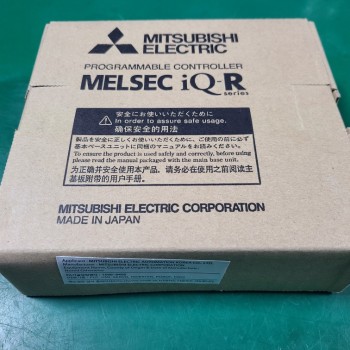 MITSUBISHI
ELECTRIC
PROGRAMMABLE CONTROLLER
MELSEC iQ-R
series
安全にお使いいただくために
In order to assure safe usage.
确保安全的用法
製品を安全に正しくお使いいただくために、ご使用の前に必ず
基本ベースユニットに同梱のマニュアルをお読みください。
To ensure the product is used safely and correctly, before using
please read the manual packaged with the main base unit.
为正确并安全使用本产品，请务必在使用之前阅读主
基板附带的用户手册。
MITSUBISHI ELECTRIC CORPORATION
MADE IN JAPAN